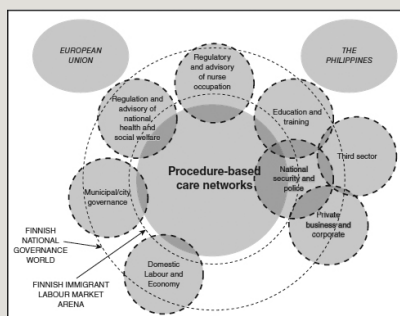 EUROPEAN
UNION
Regulatory
and advisory
of nurse
occupation
THE
PHILIPPINES
Regulation and
advisory of
national,
health and
social welfare
Education and
training
Procedure-based
care networks
National
security and
police
Third sector
Municipal/city
governance
Private
business and
corporate
FINNISH
NATIONAL
GOVERNANCE
WORLD
Domestic
Labour and
Economy
FINNISH IMMIGRANT
LABOUR MARKET
ARENA